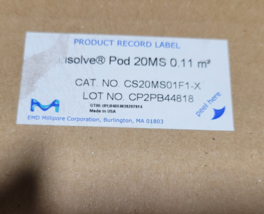 PRODUCT RECORD LABEL
solve® Pod 20MS 0.11 m²
CAT. NO. CS20MS01F1-X
LOT NO. CP2PB44818
Made in USA
peel here
EMD Millipore Corporation, Burlington, MA 01803